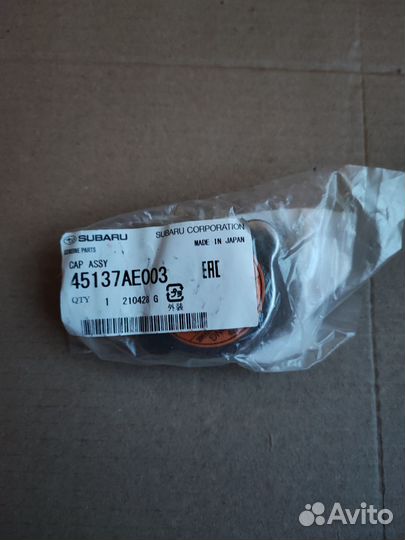 SUBARU
SUBARU CORPORATION
GENUINE PARTS
MADE IN JAPAN
CAP ASSY
45137AE003
EAC
QTY 1 210428 G
外装
Avito